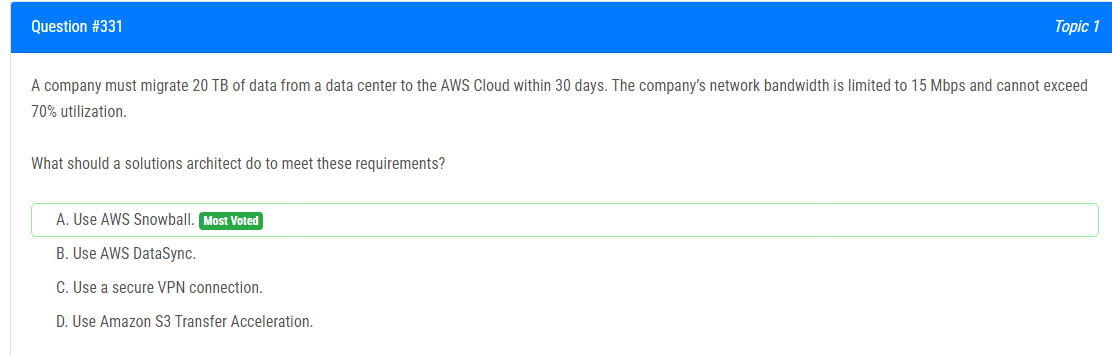 Question #331
Topic 1
A company must migrate 20 TB of data from a data center to the AWS Cloud within 30 days. The company’s network bandwidth is limited to 15 Mbps and cannot exceed
70% utilization.
What should a solutions architect do to meet these requirements?
A. Use AWS Snowball. Most Voted
B. Use AWS DataSync.
C. Use a secure VPN connection.
D. Use Amazon S3 Transfer Acceleration.